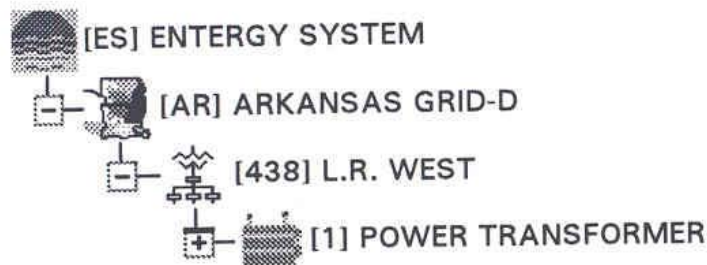 [ES] ENTERGY SYSTEM
[AR] ARKANSAS GRID-D
[438] L.R. WEST
[1] POWER TRANSFORMER